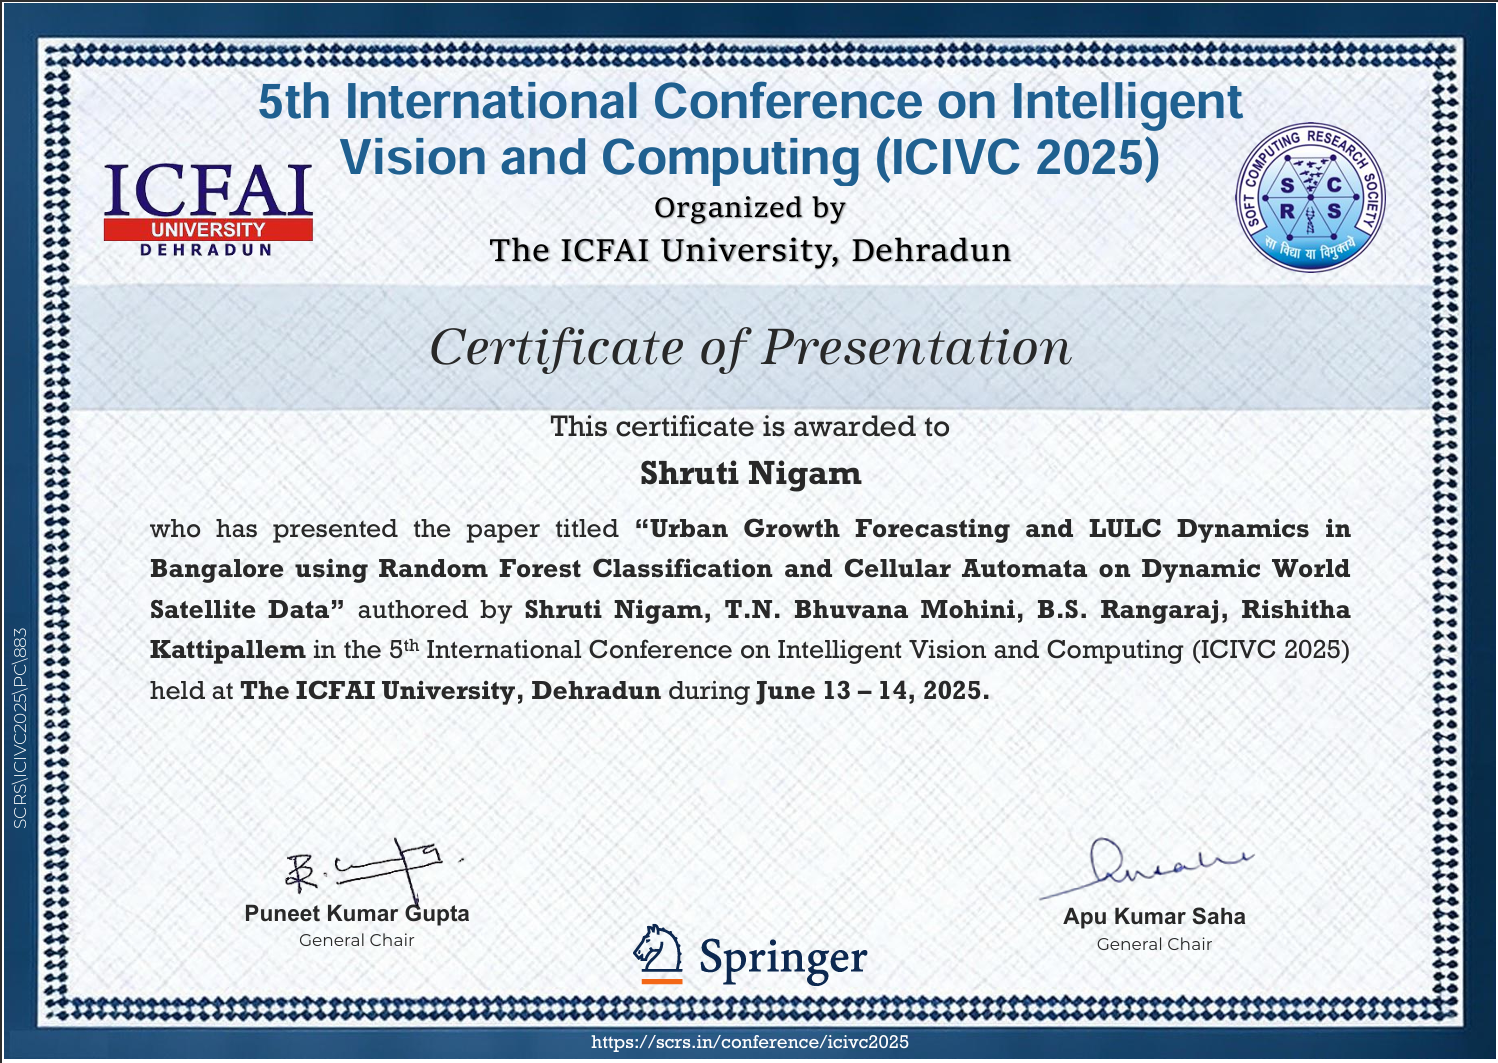 5th International Conference on Intelligent
Vision and Computing (ICIVC 2025)
Organized by
The ICFAI University, Dehradun
ICFAI
UNIVERSITY
DEHRADUN
SOFT COMPUTING RESEARCH SOCIETY
S C
R S
सा विद्या या विमुक्तये
Certificate of Presentation
This certificate is awarded to
Shruti Nigam
who has presented the paper titled “Urban Growth Forecasting and LULC Dynamics in
Bangalore using Random Forest Classification and Cellular Automata on Dynamic World
Satellite Data” authored by Shruti Nigam, T.N. Bhuvana Mohini, B.S. Rangaraj, Rishitha
Kattipallem in the 5th International Conference on Intelligent Vision and Computing (ICIVC 2025)
held at The ICFAI University, Dehradun during June 13 – 14, 2025.
SCRS\ICIVC2025\PC\883
Puneet Kumar Gupta
General Chair
Apu Kumar Saha
General Chair
Springer
https://scrs.in/conference/icivc2025